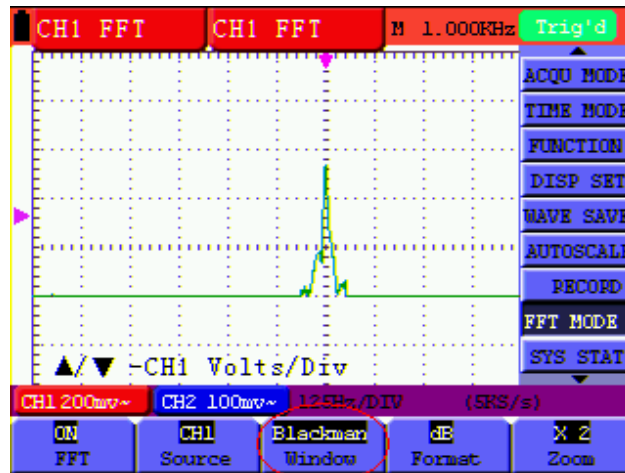 CH1 FFT CH1 FFT M 1.000KHz Trig'd
ACQU MODE
TIME MODE
FUNCTION
DISP SET
WAVE SAVE
AUTOSCALE
RECORD
FFT MODE
SYS STAT
▲/▼ -CH1 Volts/Div
CH1 200mv~ CH2 100mv~ 125Hz/DIV (5KS/s)
ON CH1 Blackman dB X 2
FFT Source Window Format Zoom